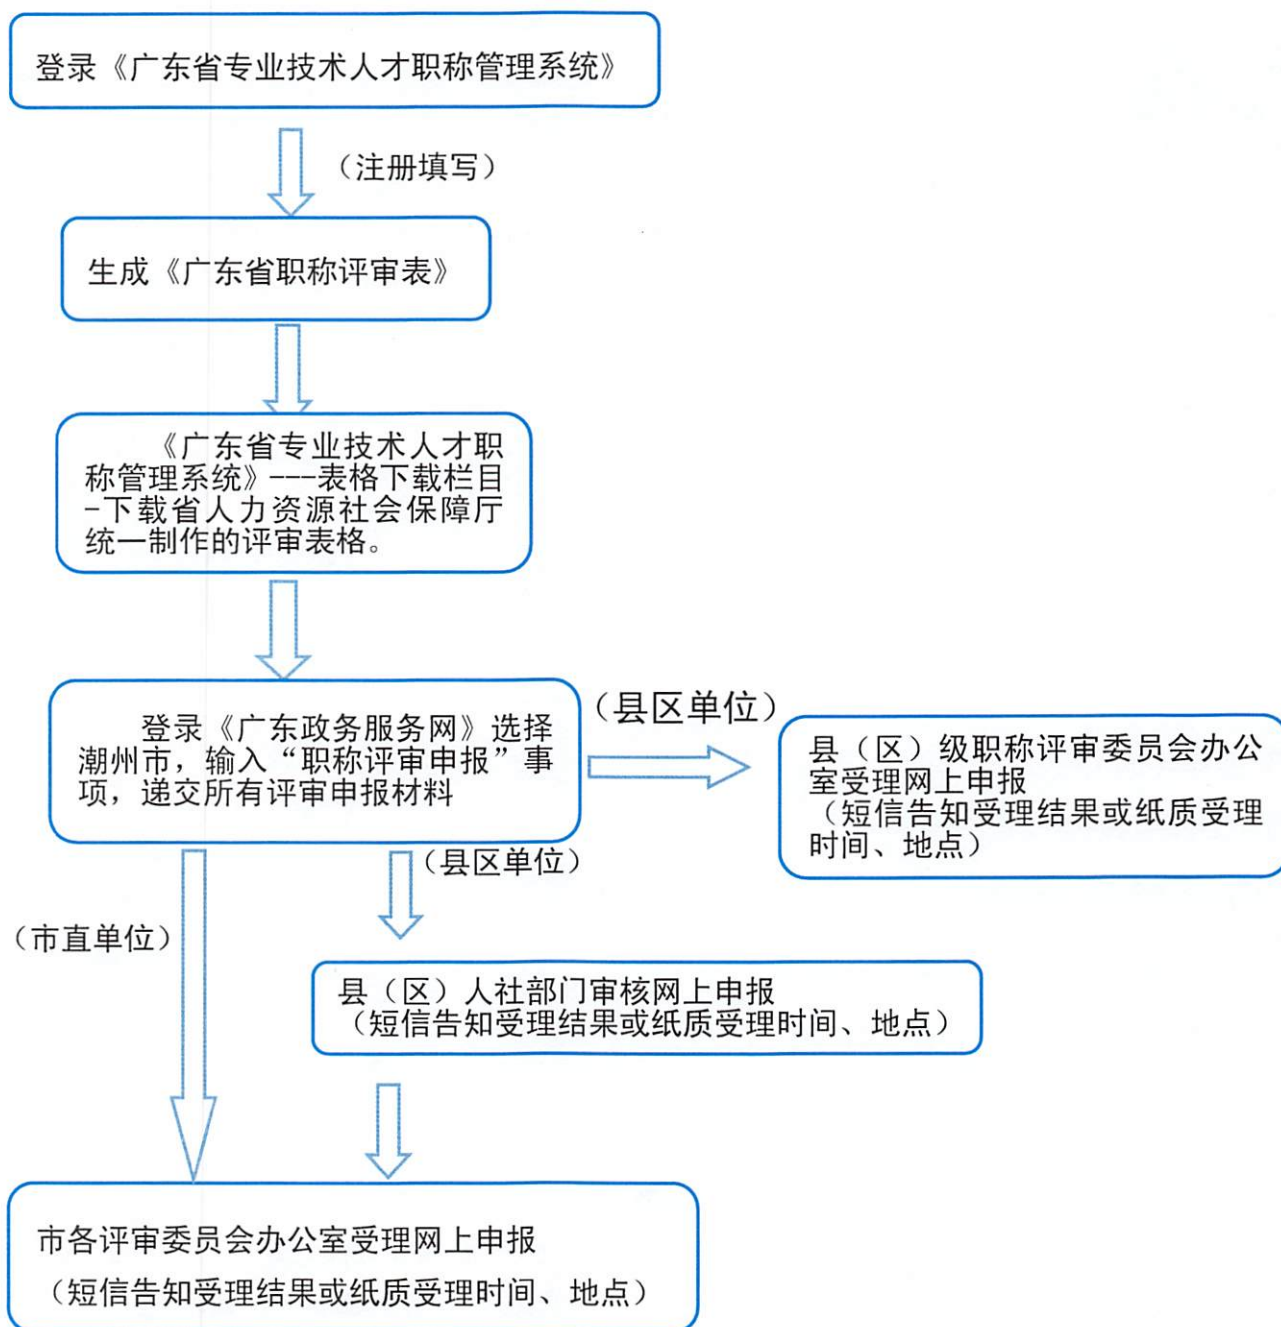 登录《广东省专业技术人才职称管理系统》
（注册填写）
生成《广东省职称评审表》
《广东省专业技术人才职
称管理系统》---表格下载栏目
-下载省人力资源社会保障厅
统一制作的评审表格。
登录《广东政务服务网》选择
潮州市，输入“职称评审申报”事
项，递交所有评审申报材料
（县区单位）
县（区）级职称评审委员会办公
室受理网上申报
（短信告知受理结果或纸质受理
时间、地点）
（县区单位）
（市直单位）
县（区）人社部门审核网上申报
（短信告知受理结果或纸质受理时间、地点）
市各评审委员会办公室受理网上申报
（短信告知受理结果或纸质受理时间、地点）